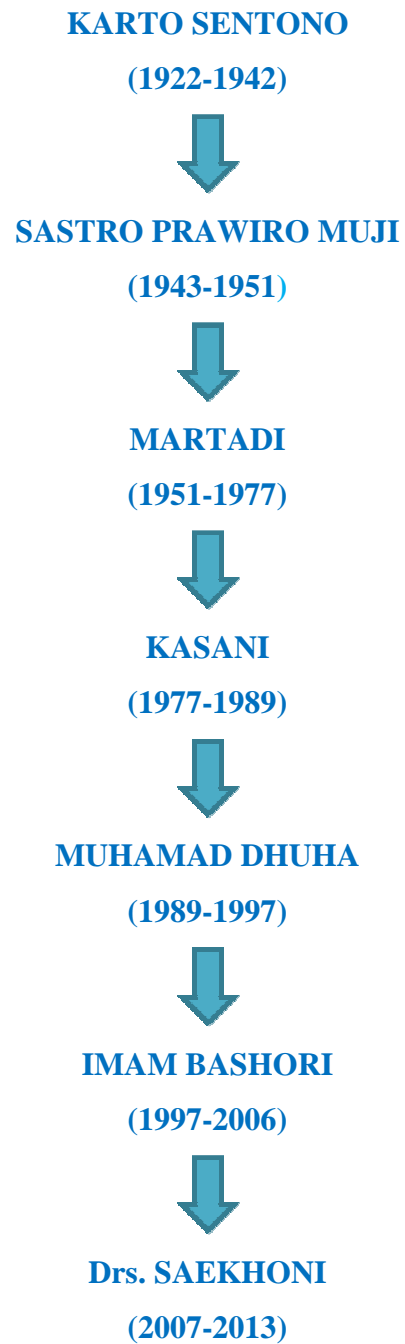 KARTO SENTONO
(1922-1942)
SASTRO PRAWIRO MUJI
(1943-1951)
MARTADI
(1951-1977)
KASANI
(1977-1989)
MUHAMAD DHUHA
(1989-1997)
IMAM BASHORI
(1997-2006)
Drs. SAEKHONI
(2007-2013)